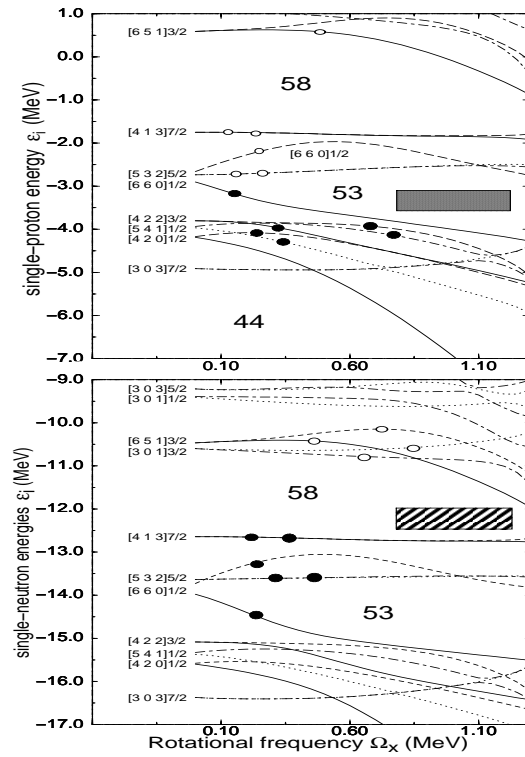 single−proton energy ε_i (MeV)
1.0
0.0
−1.0
−2.0
−3.0
−4.0
−5.0
−6.0
−7.0
[6 5 1]3/2
58
[4 1 3]7/2
[6 6 0]1/2
[5 3 2]5/2
[6 6 0]1/2
53
[4 2 2]3/2
[5 4 1]1/2
[4 2 0]1/2
[3 0 3]7/2
44
0.10 0.60 1.10
single−neutron energies ε_i (MeV)
−9.0
−10.0
−11.0
−12.0
−13.0
−14.0
−15.0
−16.0
−17.0
[3 0 3]5/2
[3 0 1]1/2
[6 5 1]3/2
[3 0 1]3/2
58
[4 1 3]7/2
[5 3 2]5/2
[6 6 0]1/2
53
[4 2 2]3/2
[5 4 1]1/2
[4 2 0]1/2
[3 0 3]7/2
0.10 0.60 1.10
Rotational frequency Ω_x (MeV)